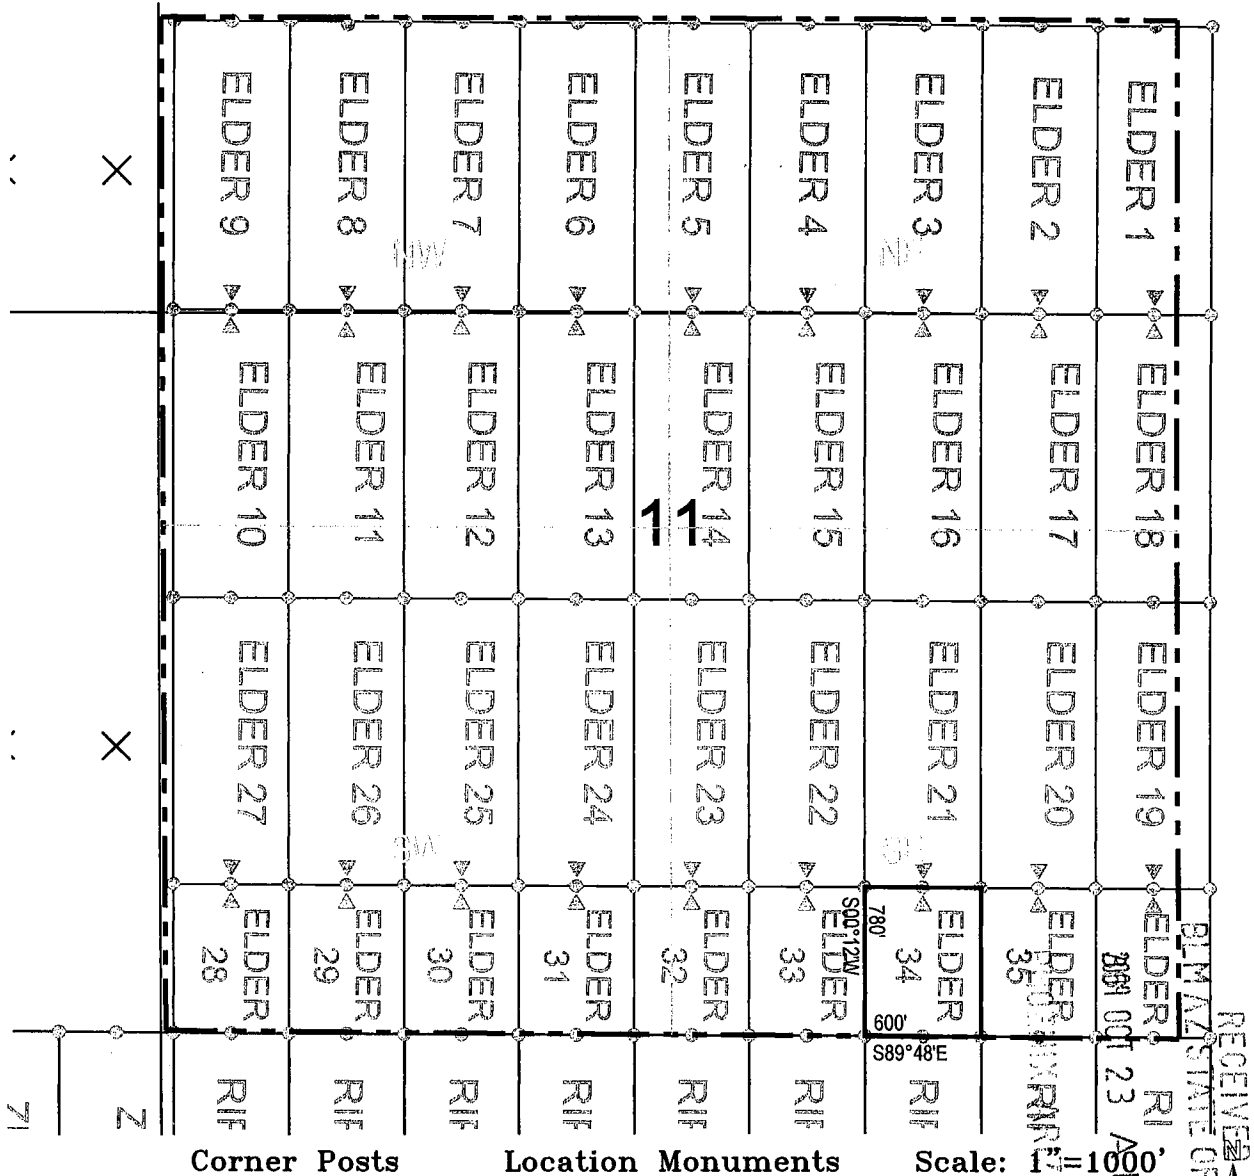 ELDER 9
ELDER 8
ELDER 7
ELDER 6
ELDER 5
ELDER 4
ELDER 3
ELDER 2
ELDER 1
NW
ELDER 10
ELDER 11
ELDER 12
ELDER 13
ELDER 14
ELDER 15
ELDER 16
ELDER 17
ELDER 18
11
ELDER 27
ELDER 26
ELDER 25
ELDER 24
ELDER 23
ELDER 22
ELDER 21
ELDER 20
ELDER 19
SW
ELDER 28
ELDER 29
ELDER 30
ELDER 31
ELDER 32
ELDER 33
ELDER 34
ELDER 35
ELDER
780'
S00°12W
600'
S89°48'E
RIF
RIF
RIF
RIF
RIF
RIF
RIF
RI
Z
RECEIVED
BLM AZ STATE OF
OCT 23 A
Corner Posts Location Monuments Scale: 1"=1000'